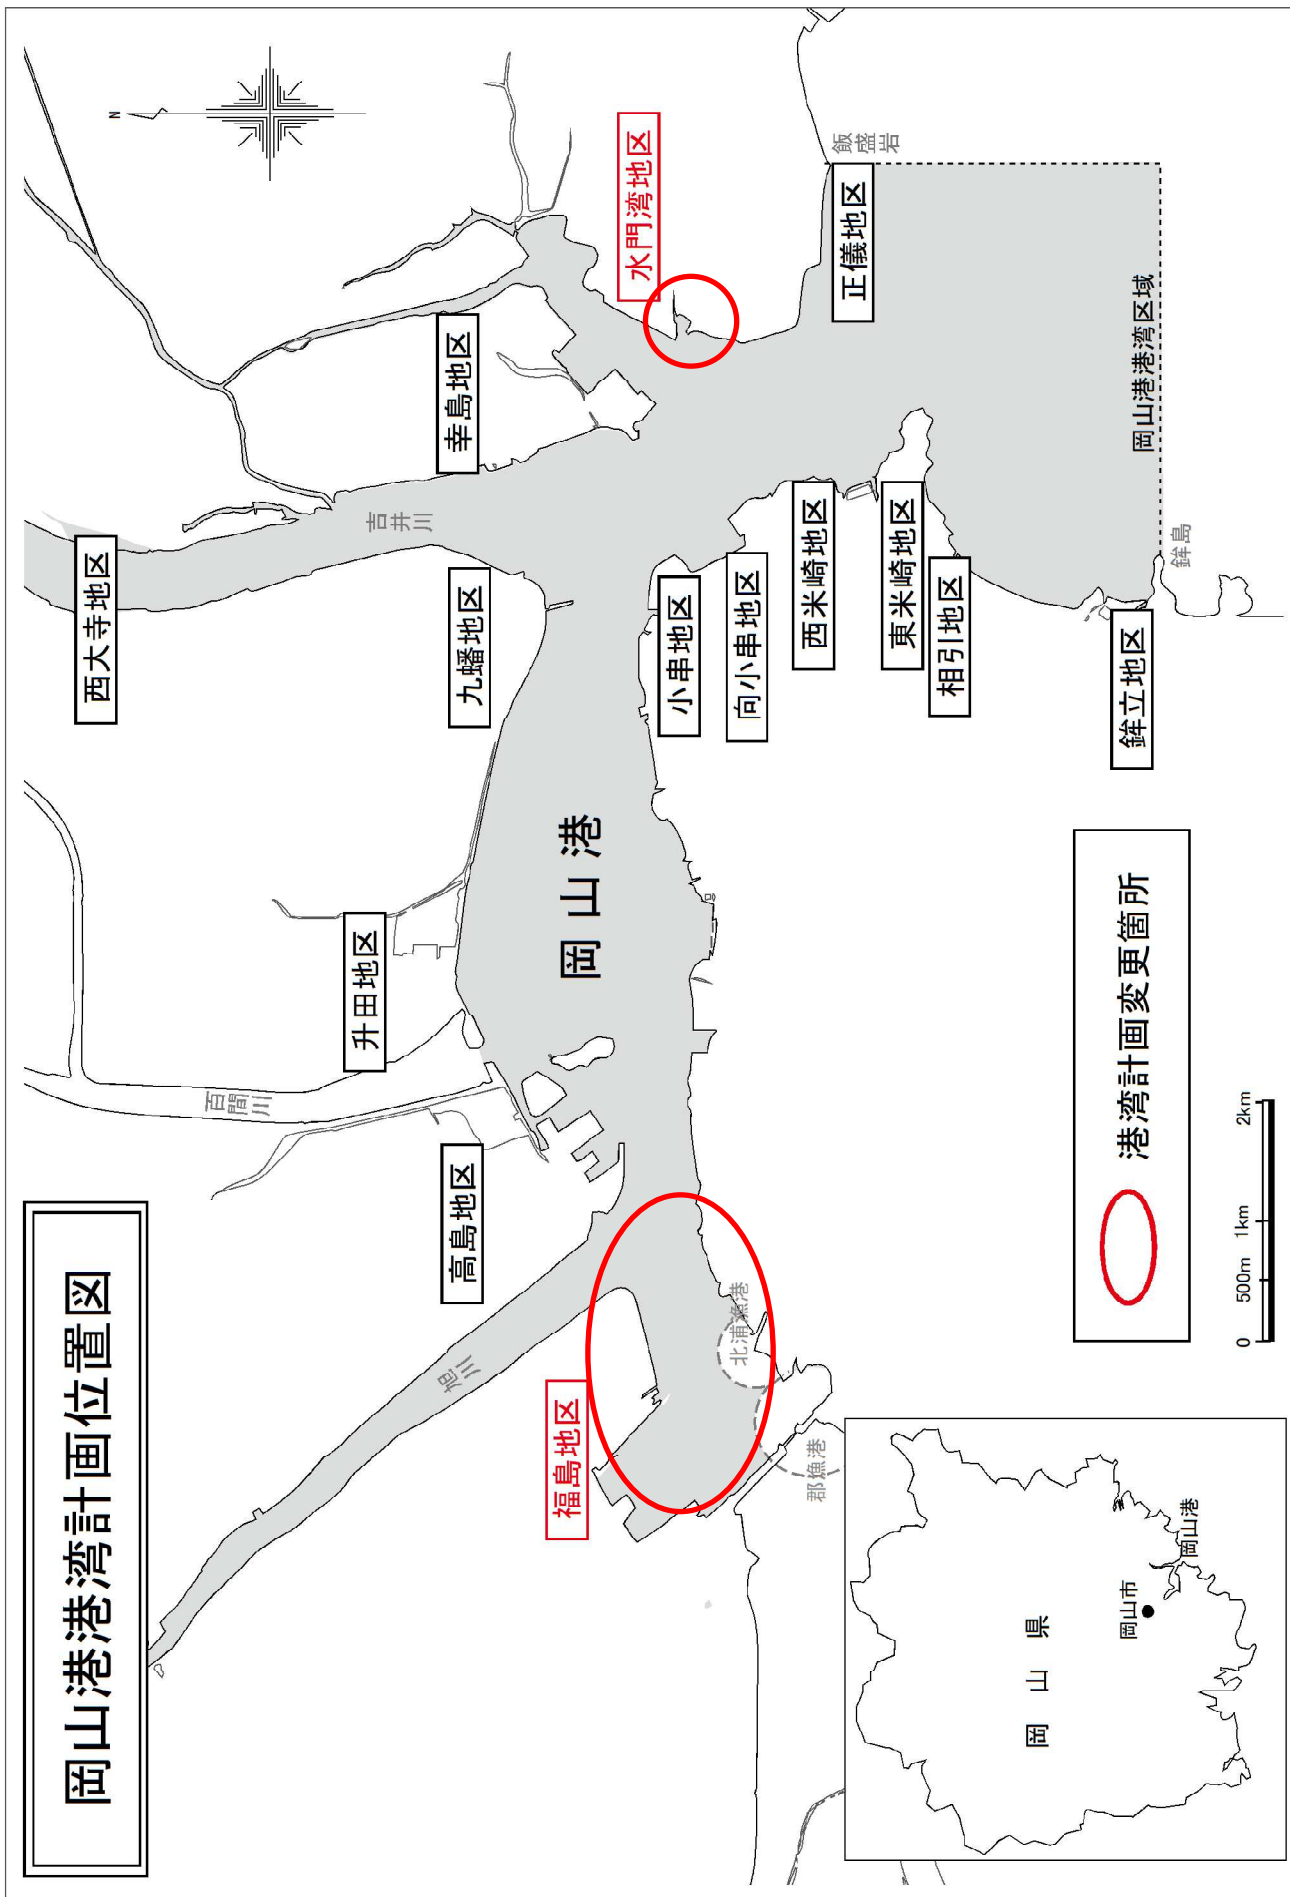 岡山港港湾計画位置図
N
西大寺地区
吉井川
幸島地区
水門湾地区
九蟠地区
升田地区
百間川
高島地区
旭川
福島地区
岡山港
小串地区
向小串地区
西米崎地区
東米崎地区
相引地区
鉾立地区
正儀地区
飯盛岩
岡山港港湾区域
鉾島
北浦漁港
郡漁港
港湾計画変更箇所
0 500m 1km 2km
岡山県
岡山市
岡山港